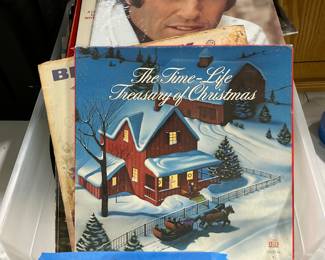 The Time-Life
Treasury of Christmas